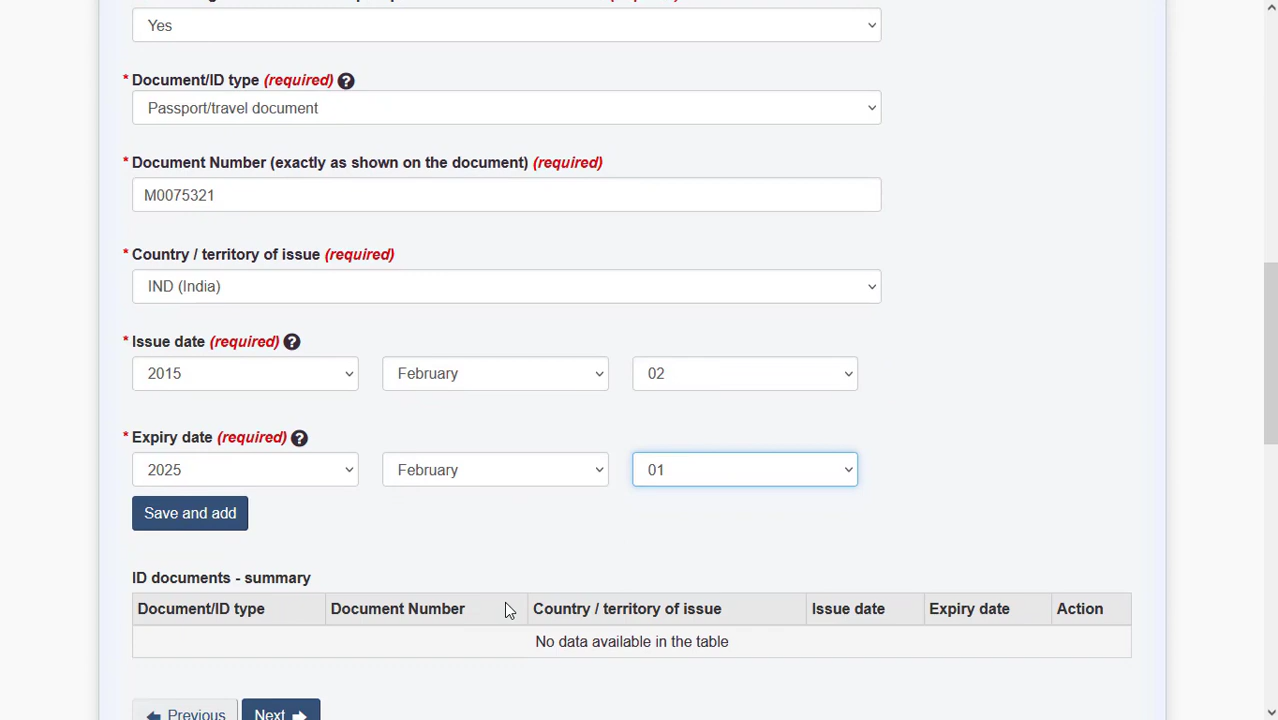 Yes
* Document/ID type (required) ?
Passport/travel document
* Document Number (exactly as shown on the document) (required)
M0075321
* Country / territory of issue (required)
IND (India)
* Issue date (required) ?
2015 February 02
* Expiry date (required) ?
2025 February 01
Save and add
ID documents - summary
Document/ID type Document Number Country / territory of issue Issue date Expiry date Action
No data available in the table
Previous Next